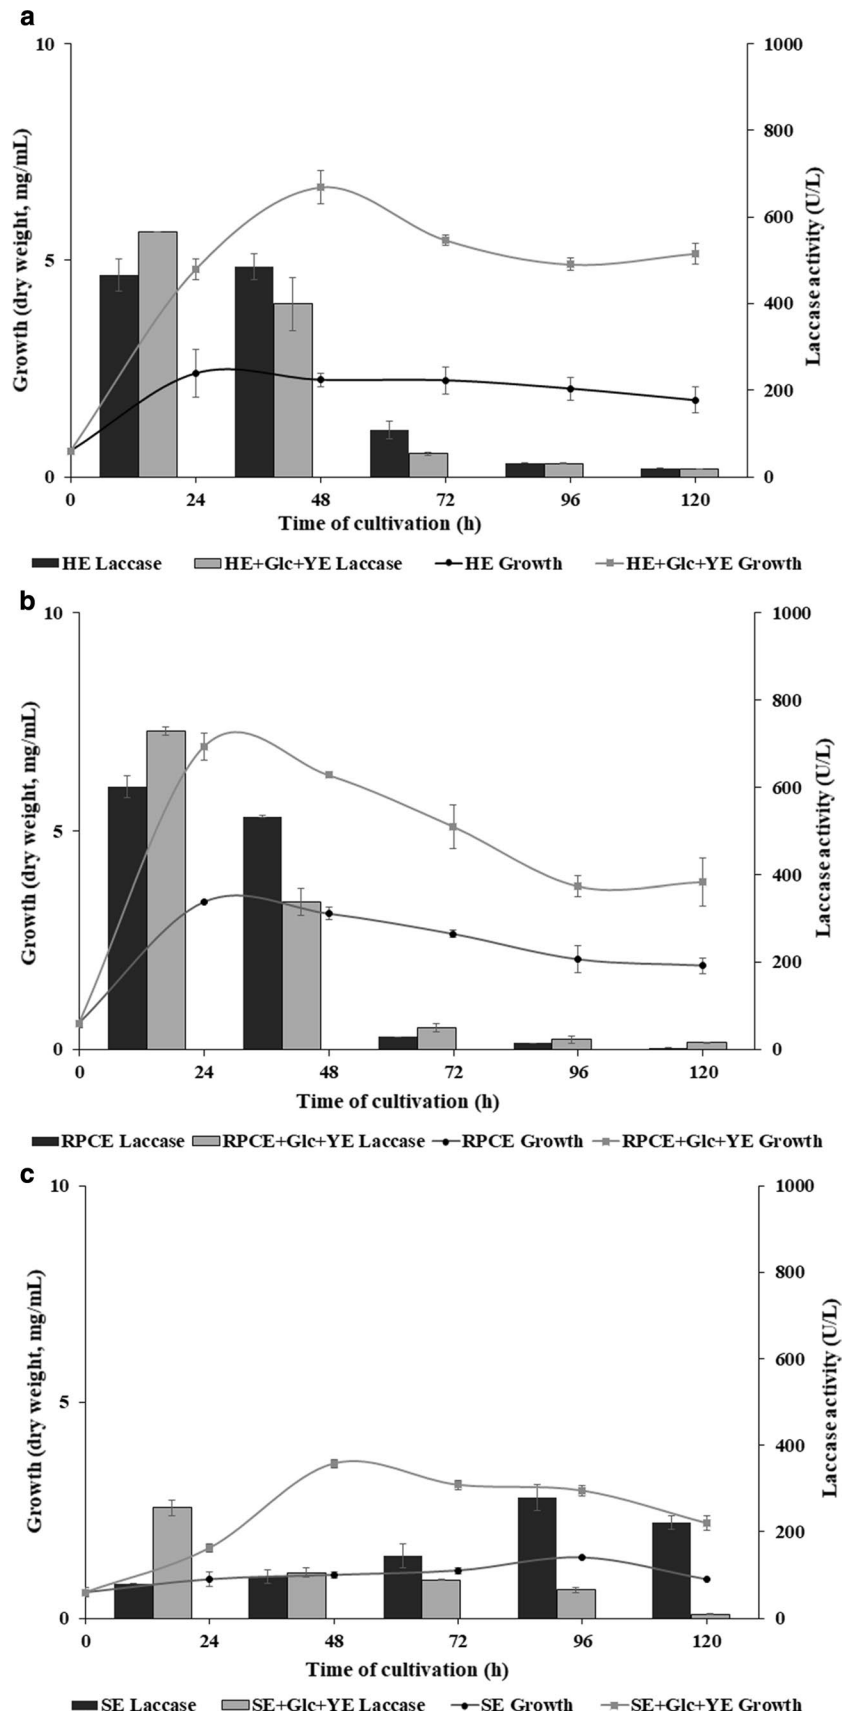 a
10
5
0
Growth (dry weight, mg/mL)
1000
800
600
400
200
0
Laccase activity (U/L)
0 24 48 72 96 120
Time of cultivation (h)
HE Laccase HE+Glc+YE Laccase HE Growth HE+Glc+YE Growth
b
10
5
0
Growth (dry weight, mg/mL)
1000
800
600
400
200
0
Laccase activity (U/L)
0 24 48 72 96 120
Time of cultivation (h)
RPCE Laccase RPCE+Glc+YE Laccase RPCE Growth RPCE+Glc+YE Growth
c
10
5
0
Growth (dry weight, mg/mL)
1000
800
600
400
200
0
Laccase activity (U/L)
0 24 48 72 96 120
Time of cultivation (h)
SE Laccase SE+Glc+YE Laccase SE Growth SE+Glc+YE Growth